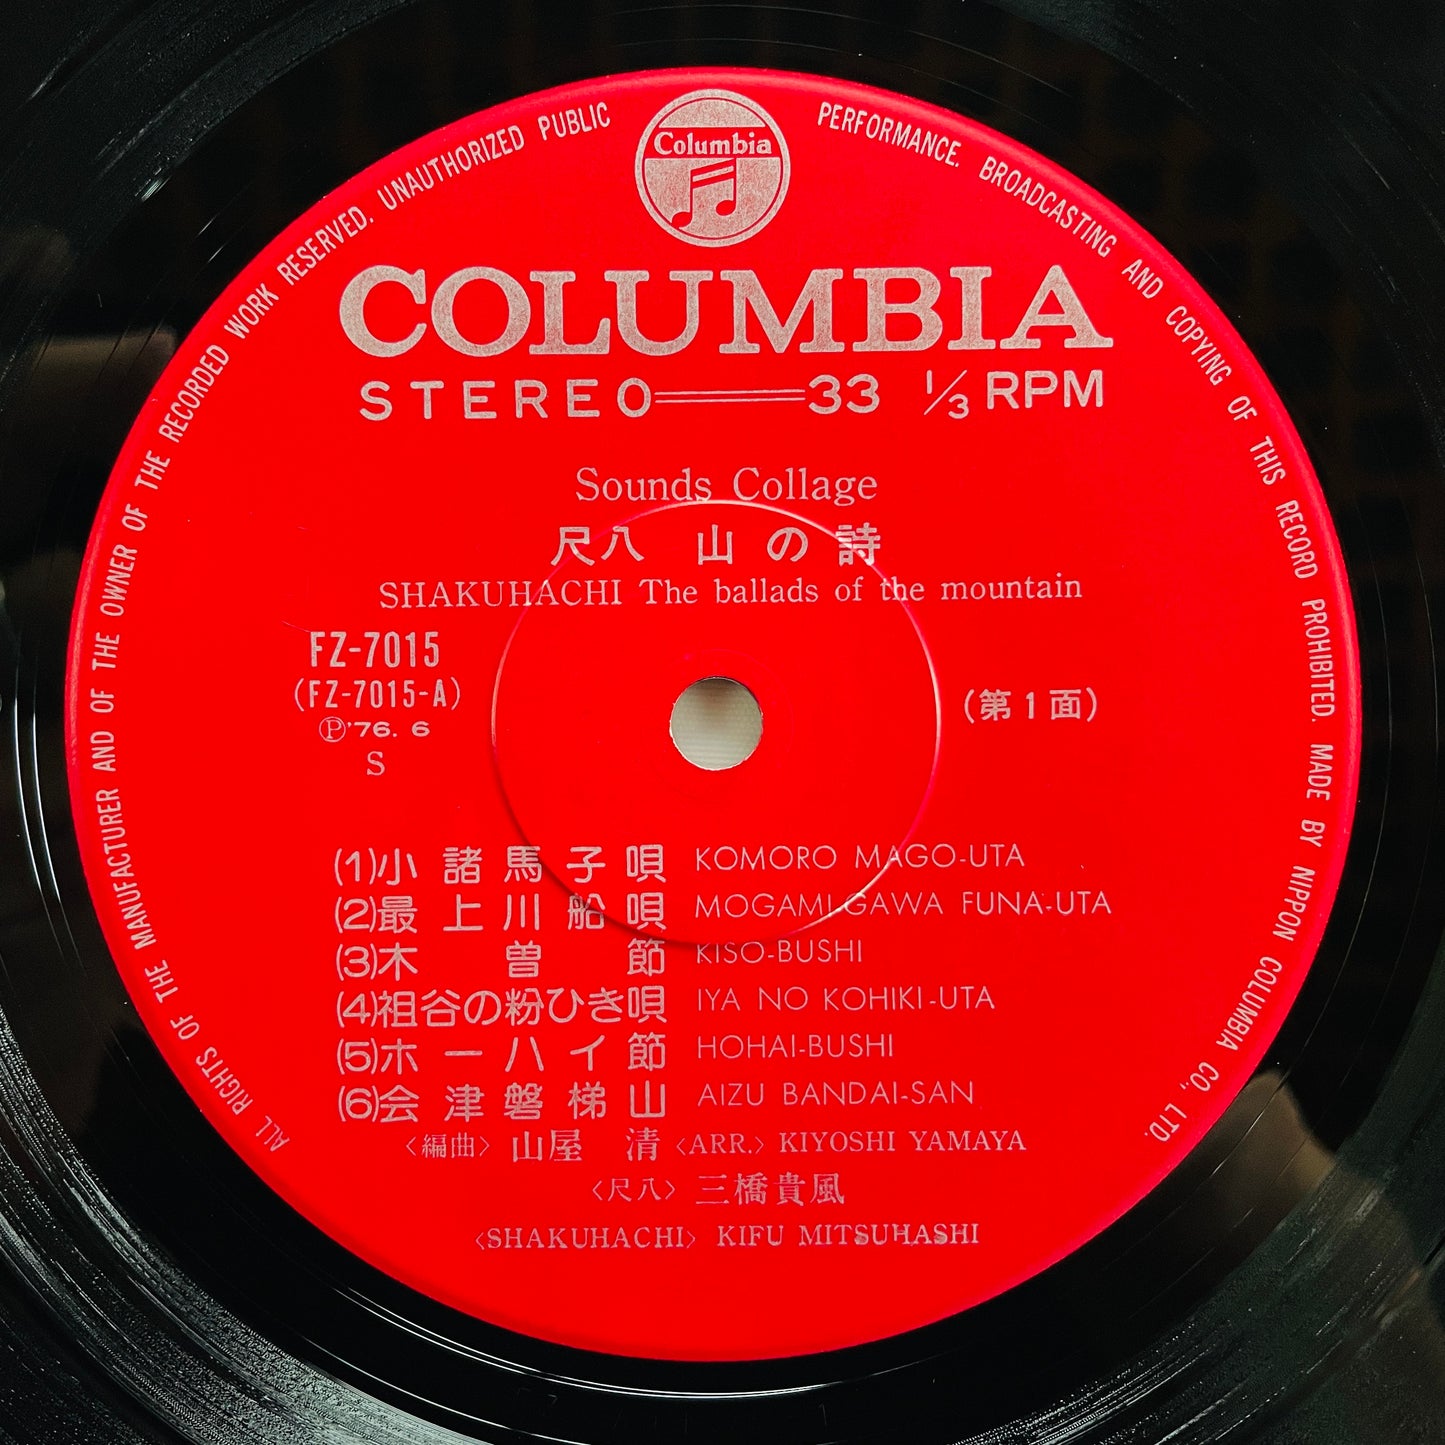 ALL RIGHTS OF THE MANUFACTURER AND OF THE OWNER OF THE RECORDED WORK RESERVED. UNAUTHORIZED PUBLIC PERFORMANCE. BROADCASTING AND COPYING OF THIS RECORD PROHIBITED. MADE BY NIPPON COLUMBIA CO., LTD.
Columbia
COLUMBIA
STEREO 33 1/3 RPM
Sounds Collage
尺八 山の詩
SHAKUHACHI The ballads of the mountain
FZ-7015
(FZ-7015-A)
(第1面)
Ⓟ'76. 6
S
(1)小諸馬子唄 KOMORO MAGO-UTA
(2)最上川船唄 MOGAMI GAWA FUNA-UTA
(3)木曽節 KISO-BUSHI
(4)祖谷の粉ひき唄 IYA NO KOHIKI-UTA
(5)ホーハイ節 HOHAI-BUSHI
(6)会津磐梯山 AIZU BANDAI-SAN
〈編曲〉 山屋 清 〈ARR.〉 KIYOSHI YAMAYA
〈尺八〉 三橋貴風
〈SHAKUHACHI〉 KIFU MITSUHASHI